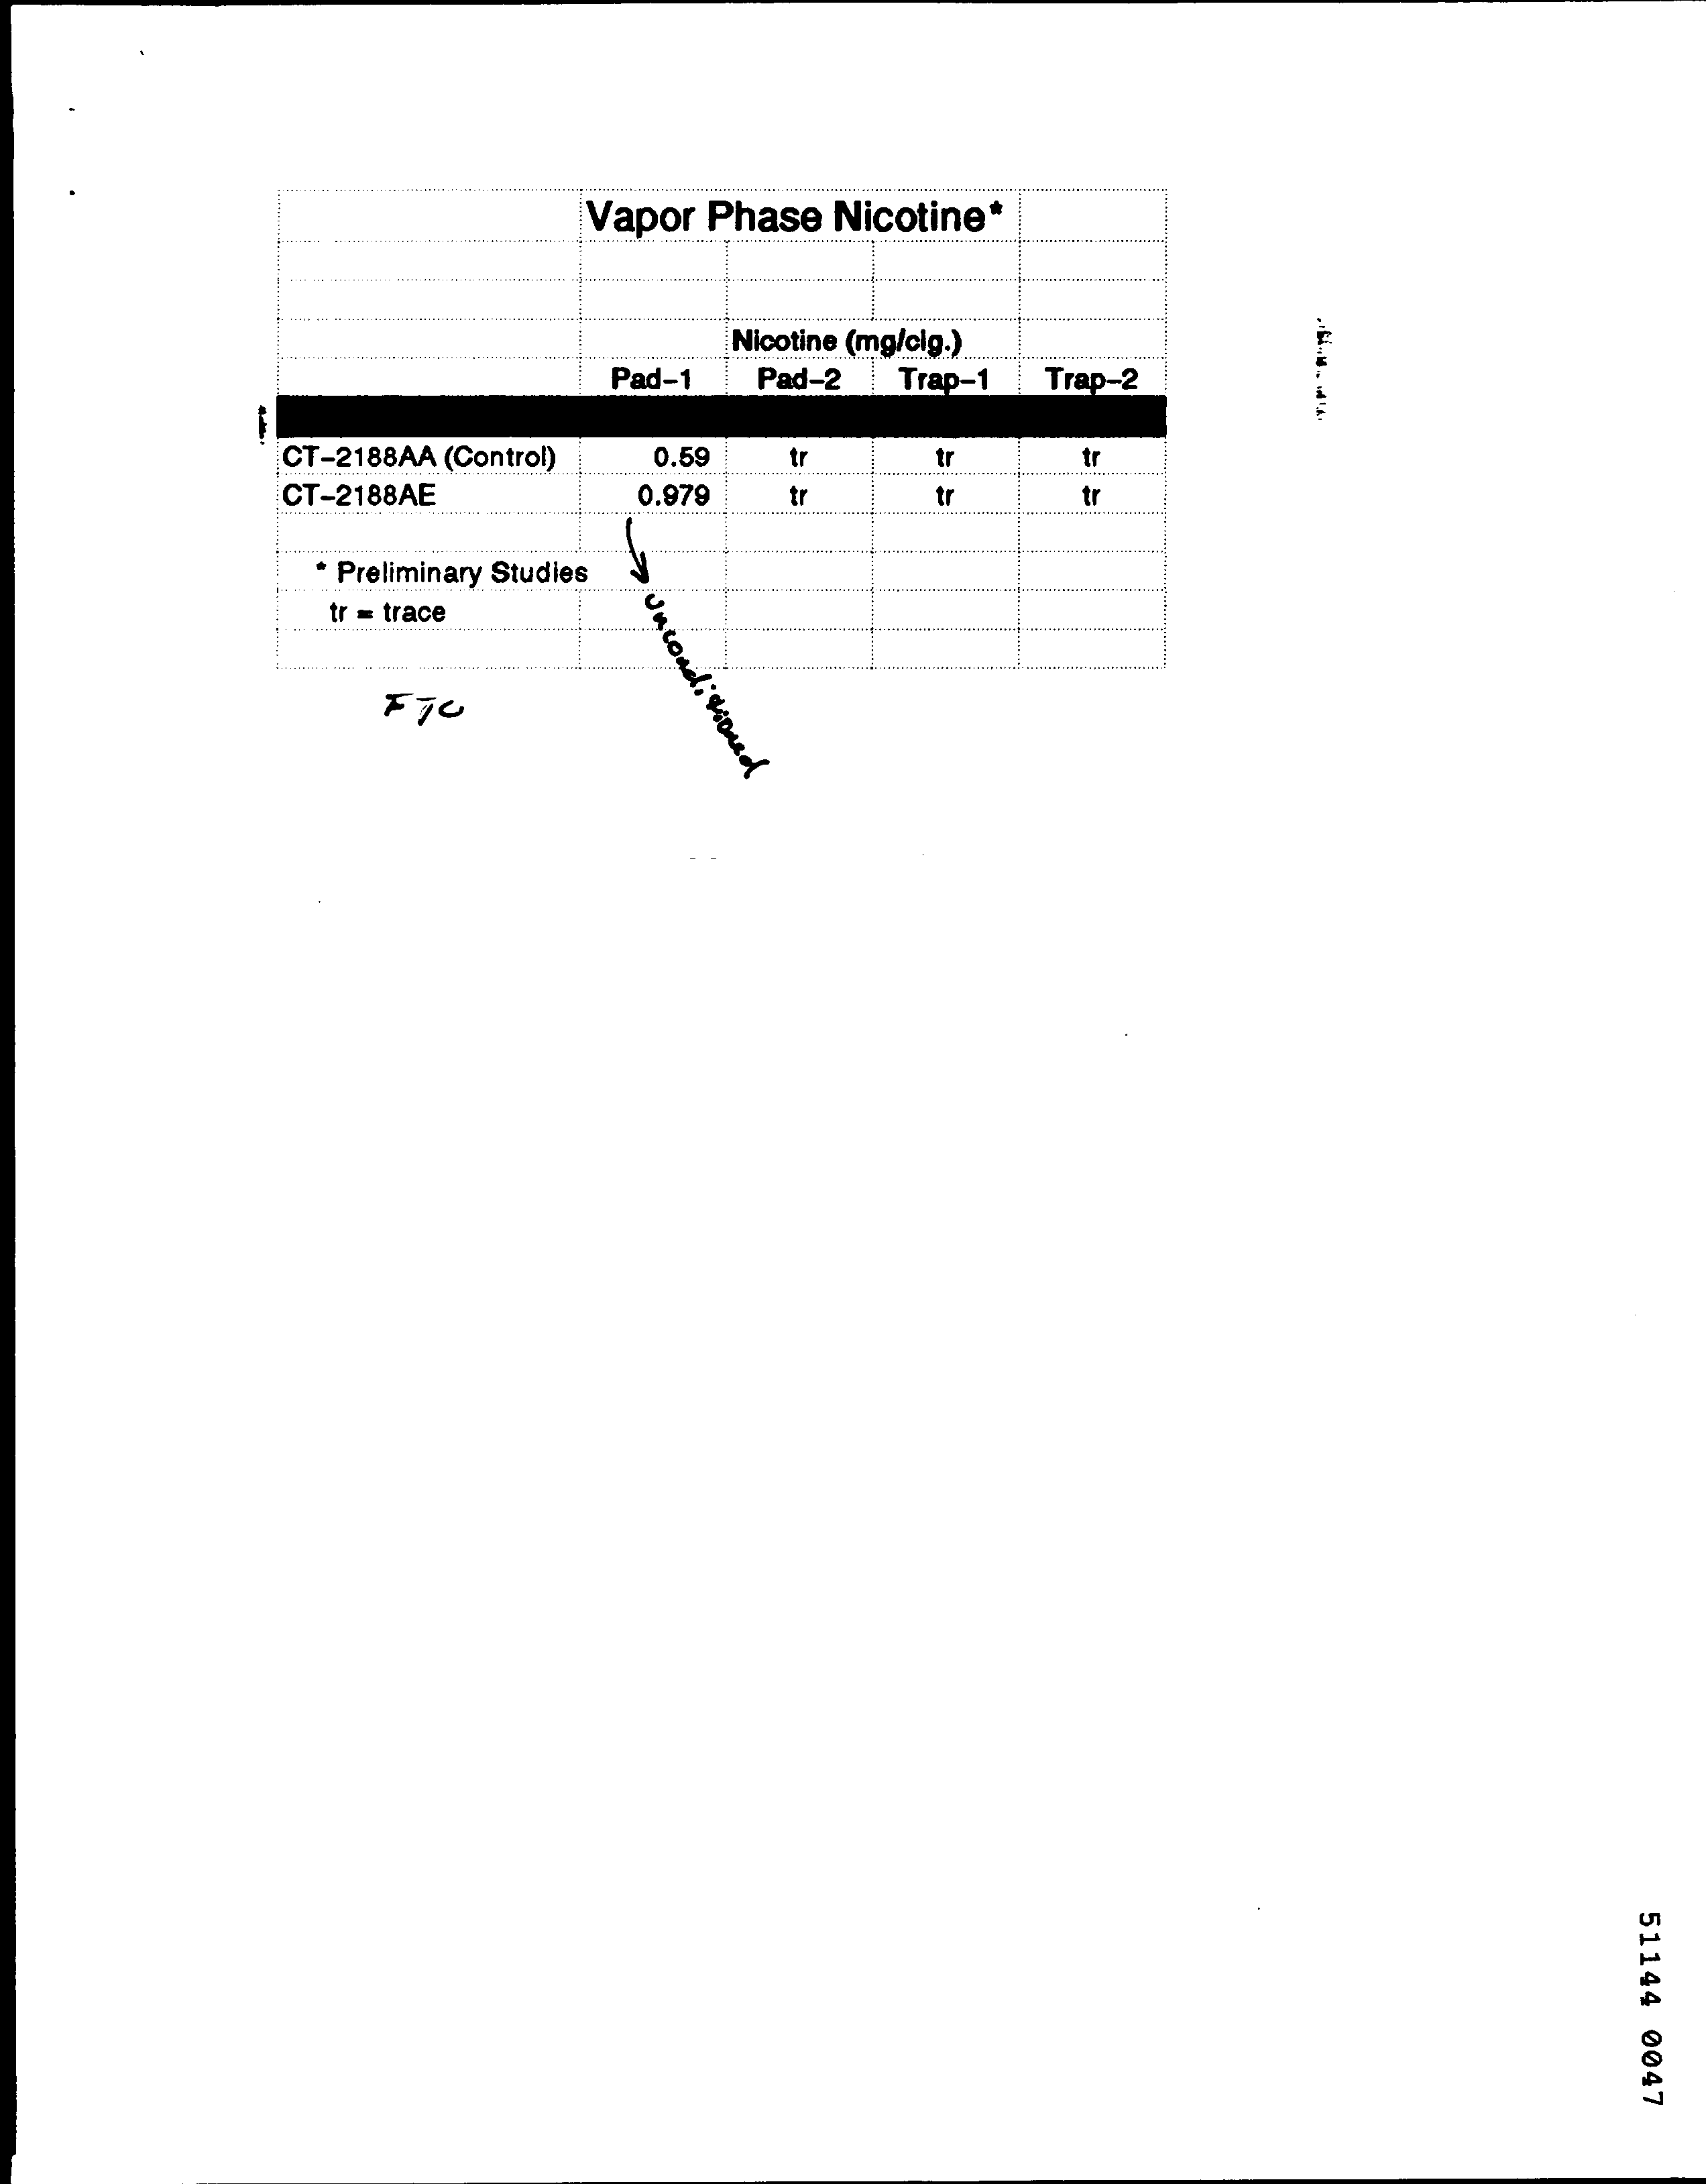 Vapor Phase Nicotine*
Nicotine (mg/cig.)
Pad-1 Pad-2 Trap-1 Trap-2
CT-2188AA (Control) 0.59 tr tr tr
CT-2188AE 0.979 tr tr tr
* Preliminary Studies
tr = trace
unconditioned
FTC
51144 0047